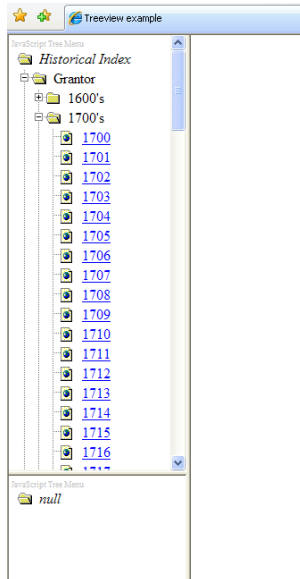 Treeview example
JavaScript Tree Menu
Historical Index
Grantor
1600's
1700's
1700
1701
1702
1703
1704
1705
1706
1707
1708
1709
1710
1711
1712
1713
1714
1715
1716
1717
JavaScript Tree Menu
null